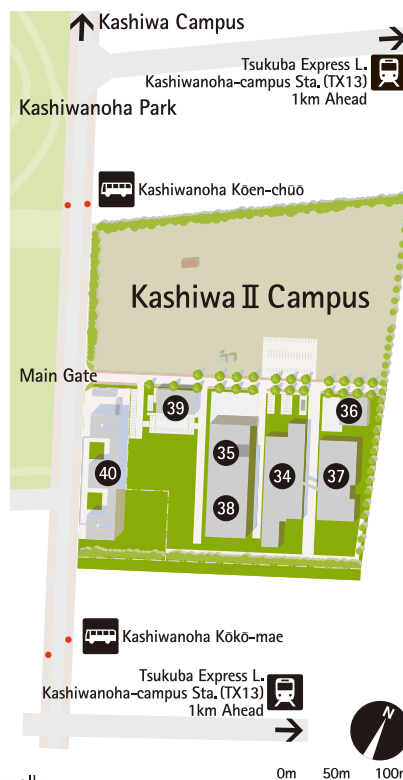 Kashiwa Campus
Tsukuba Express L.
Kashiwanoha-campus Sta. (TX13)
1km Ahead
Kashiwanoha Park
Kashiwanoha Kōen-chūō
Kashiwa II Campus
Main Gate
39
36
40
35
34
37
38
Kashiwanoha Kōkō-mae
Tsukuba Express L.
Kashiwanoha-campus Sta. (TX13)
1km Ahead
N
0m 50m 100m